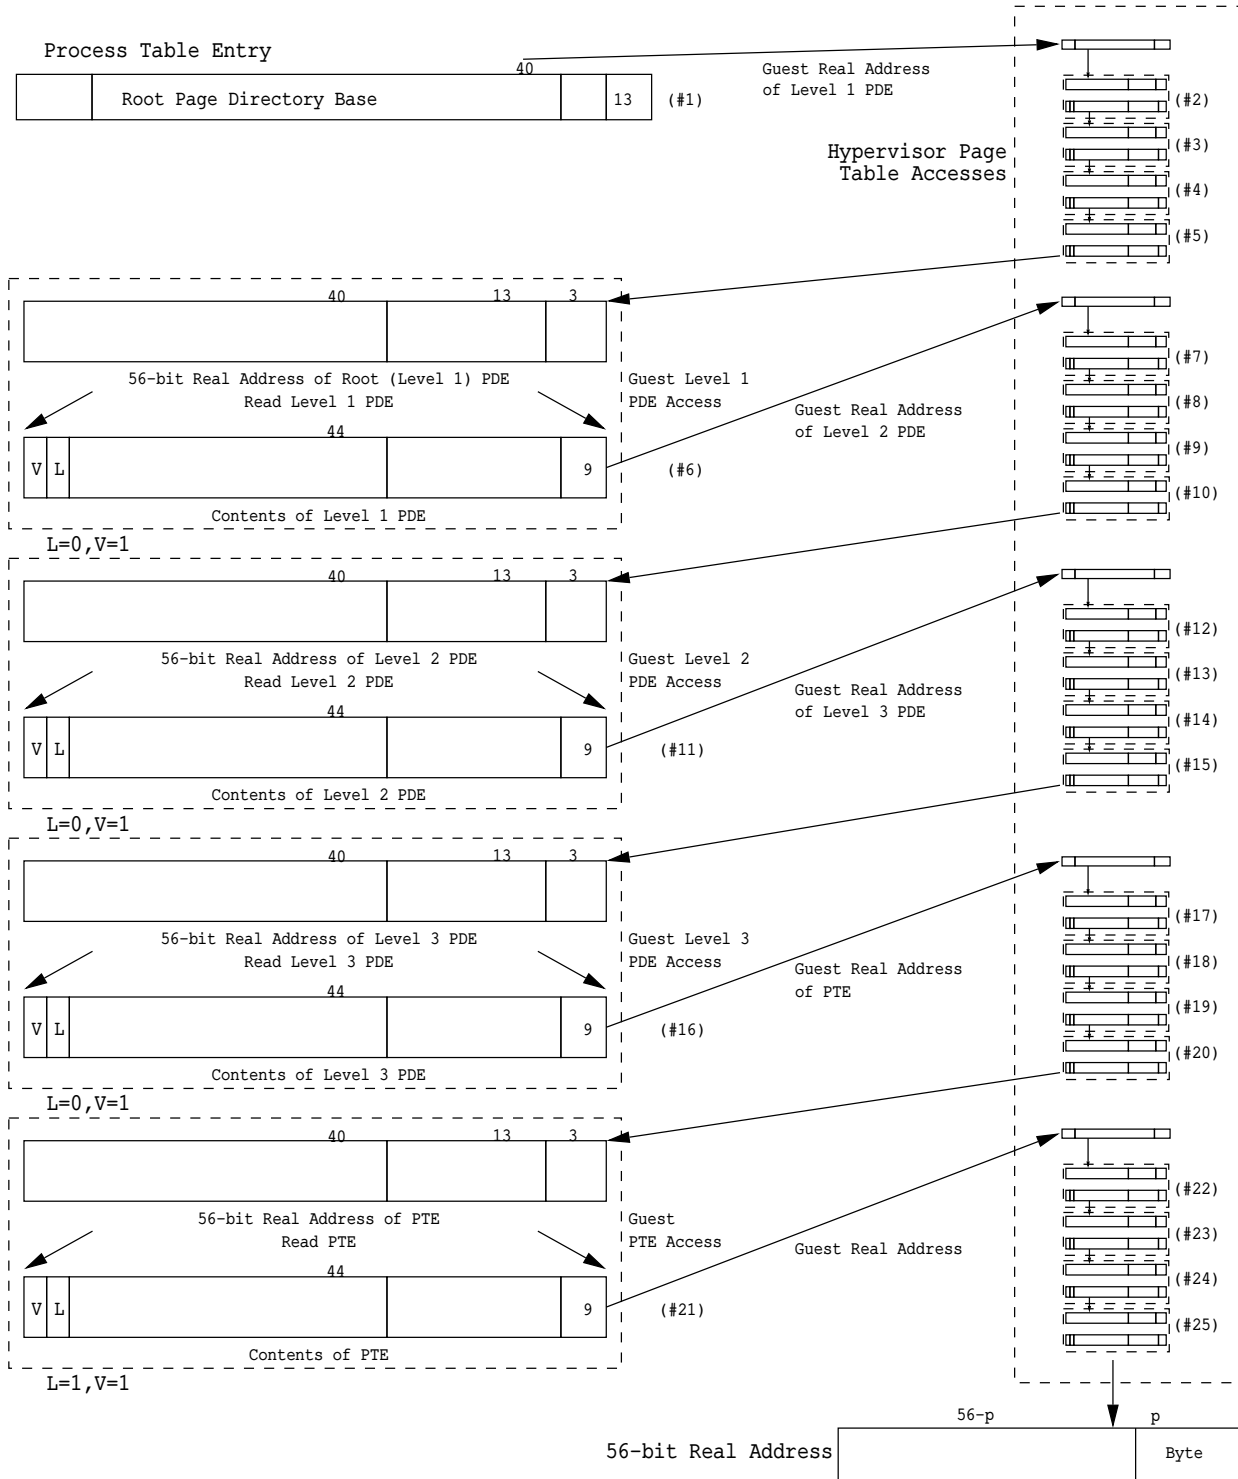 Process Table Entry
40
Root Page Directory Base
13
(#1)
Guest Real Address
of Level 1 PDE
Hypervisor Page
Table Accesses
(#2)
(#3)
(#4)
(#5)
40 13 3
56-bit Real Address of Root (Level 1) PDE
Read Level 1 PDE
Guest Level 1
PDE Access
44
V L 9
(#6)
Contents of Level 1 PDE
L=0,V=1
Guest Real Address
of Level 2 PDE
(#7)
(#8)
(#9)
(#10)
40 13 3
56-bit Real Address of Level 2 PDE
Read Level 2 PDE
Guest Level 2
PDE Access
44
V L 9
(#11)
Contents of Level 2 PDE
L=0,V=1
Guest Real Address
of Level 3 PDE
(#12)
(#13)
(#14)
(#15)
40 13 3
56-bit Real Address of Level 3 PDE
Read Level 3 PDE
Guest Level 3
PDE Access
44
V L 9
(#16)
Contents of Level 3 PDE
L=0,V=1
Guest Real Address
of PTE
(#17)
(#18)
(#19)
(#20)
40 13 3
56-bit Real Address of PTE
Read PTE
Guest
PTE Access
44
V L 9
(#21)
Contents of PTE
L=1,V=1
Guest Real Address
(#22)
(#23)
(#24)
(#25)
56-p p
56-bit Real Address
Byte